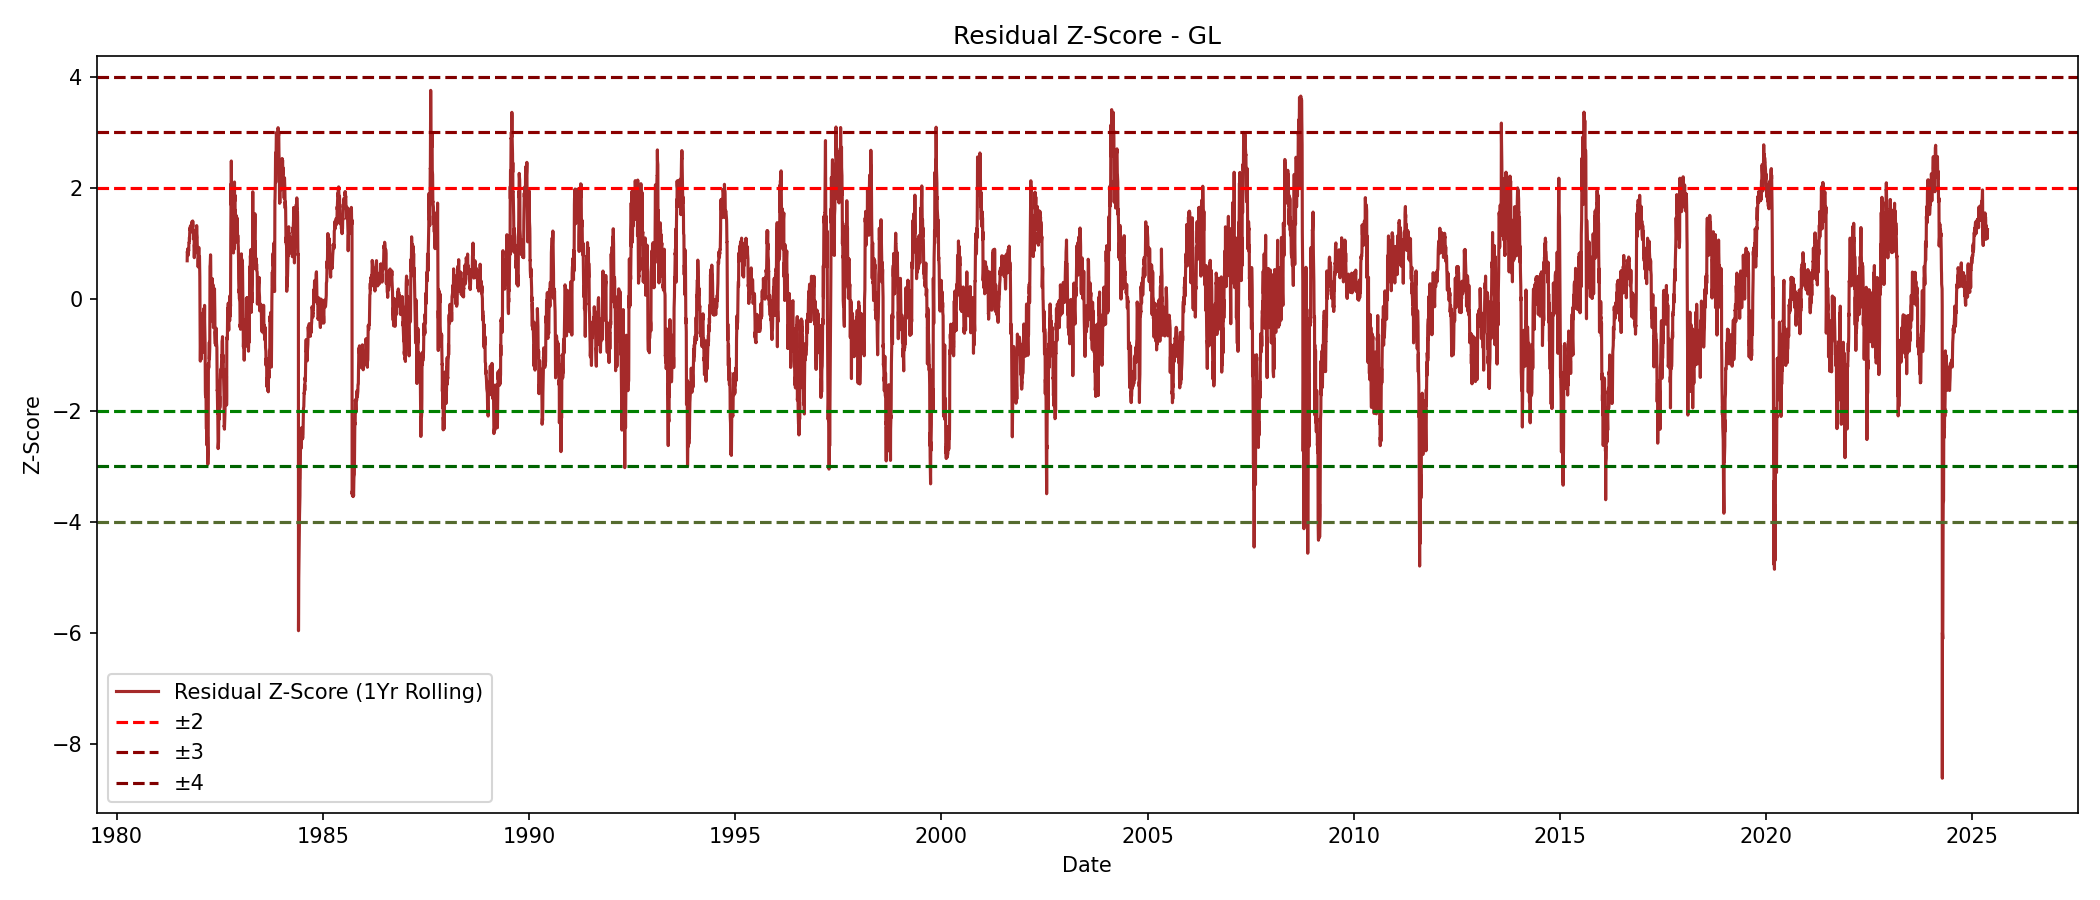 Residual Z-Score - GL
4
3
2
0
−2
−4
−6
−8
Z-Score
Residual Z-Score (1Yr Rolling)
±2
±3
±4
1980 1985 1990 1995 2000 2005 2010 2015 2020 2025
Date